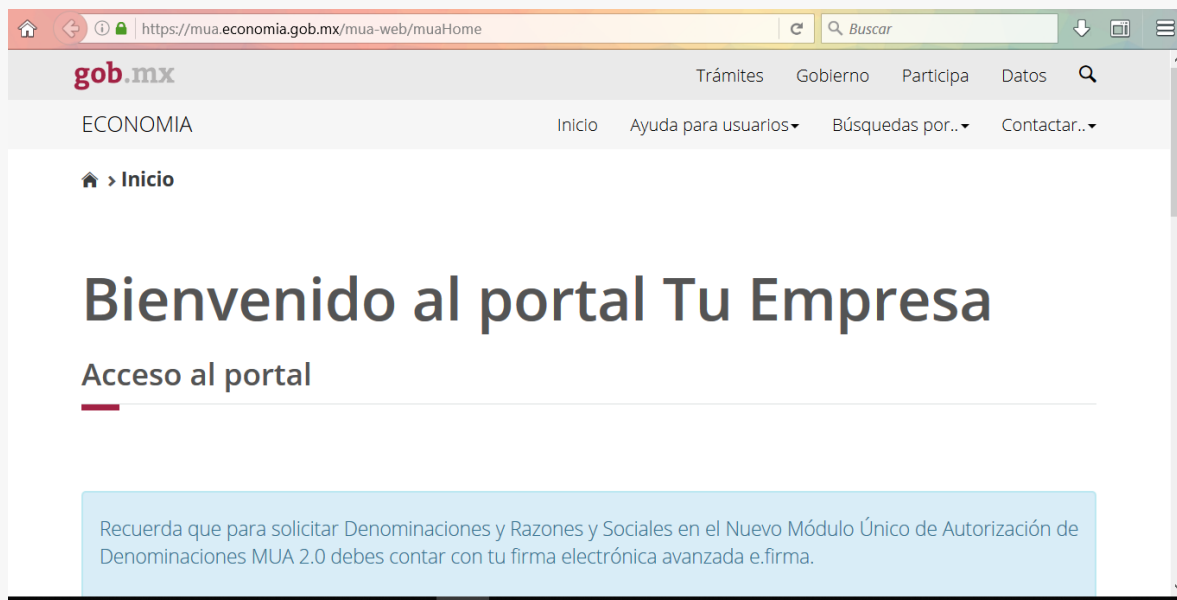 https://mua.economia.gob.mx/mua-web/muaHome
Buscar
gob.mx
Trámites Gobierno Participa Datos
ECONOMIA
Inicio Ayuda para usuarios Búsquedas por.. Contactar..
> Inicio
Bienvenido al portal Tu Empresa
Acceso al portal
Recuerda que para solicitar Denominaciones y Razones y Sociales en el Nuevo Módulo Único de Autorización de
Denominaciones MUA 2.0 debes contar con tu firma electrónica avanzada e.firma.